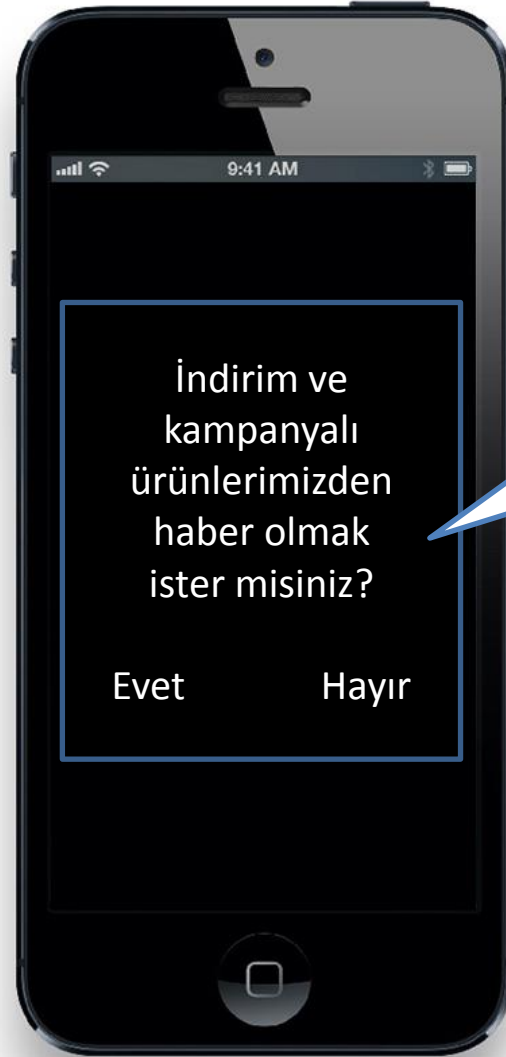 9:41 AM
İndirim ve
kampanyalı
ürünlerimizden
haber olmak
ister misiniz?
Evet Hayır